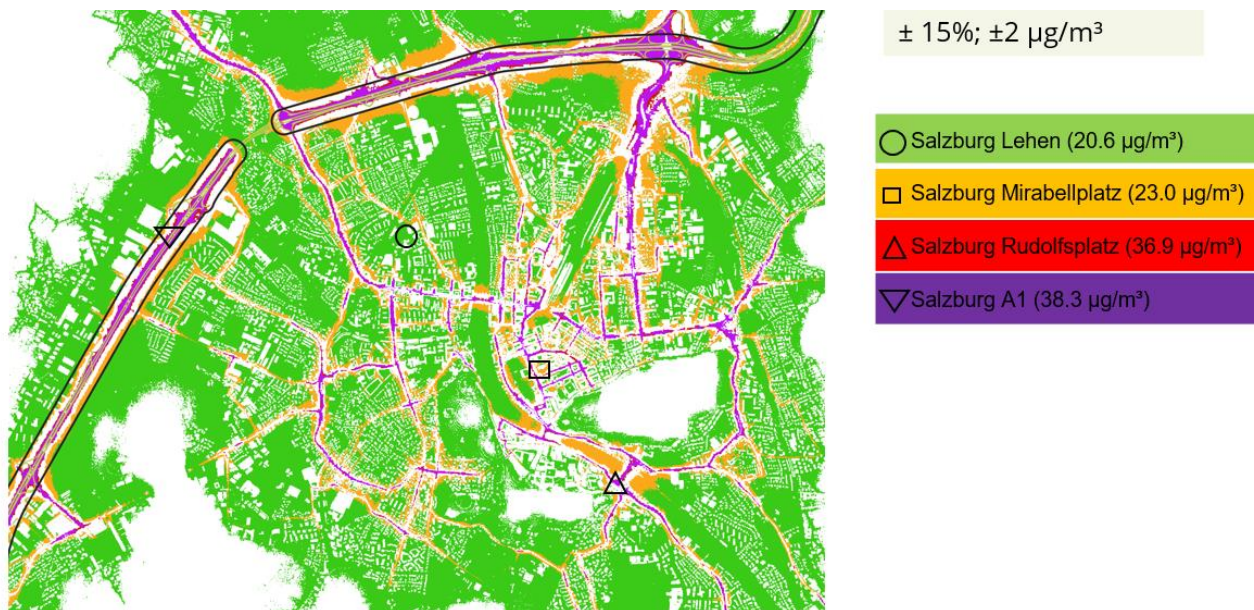 ± 15%; ±2 µg/m³
Salzburg Lehen (20.6 µg/m³)
Salzburg Mirabellplatz (23.0 µg/m³)
Salzburg Rudolfsplatz (36.9 µg/m³)
Salzburg A1 (38.3 µg/m³)